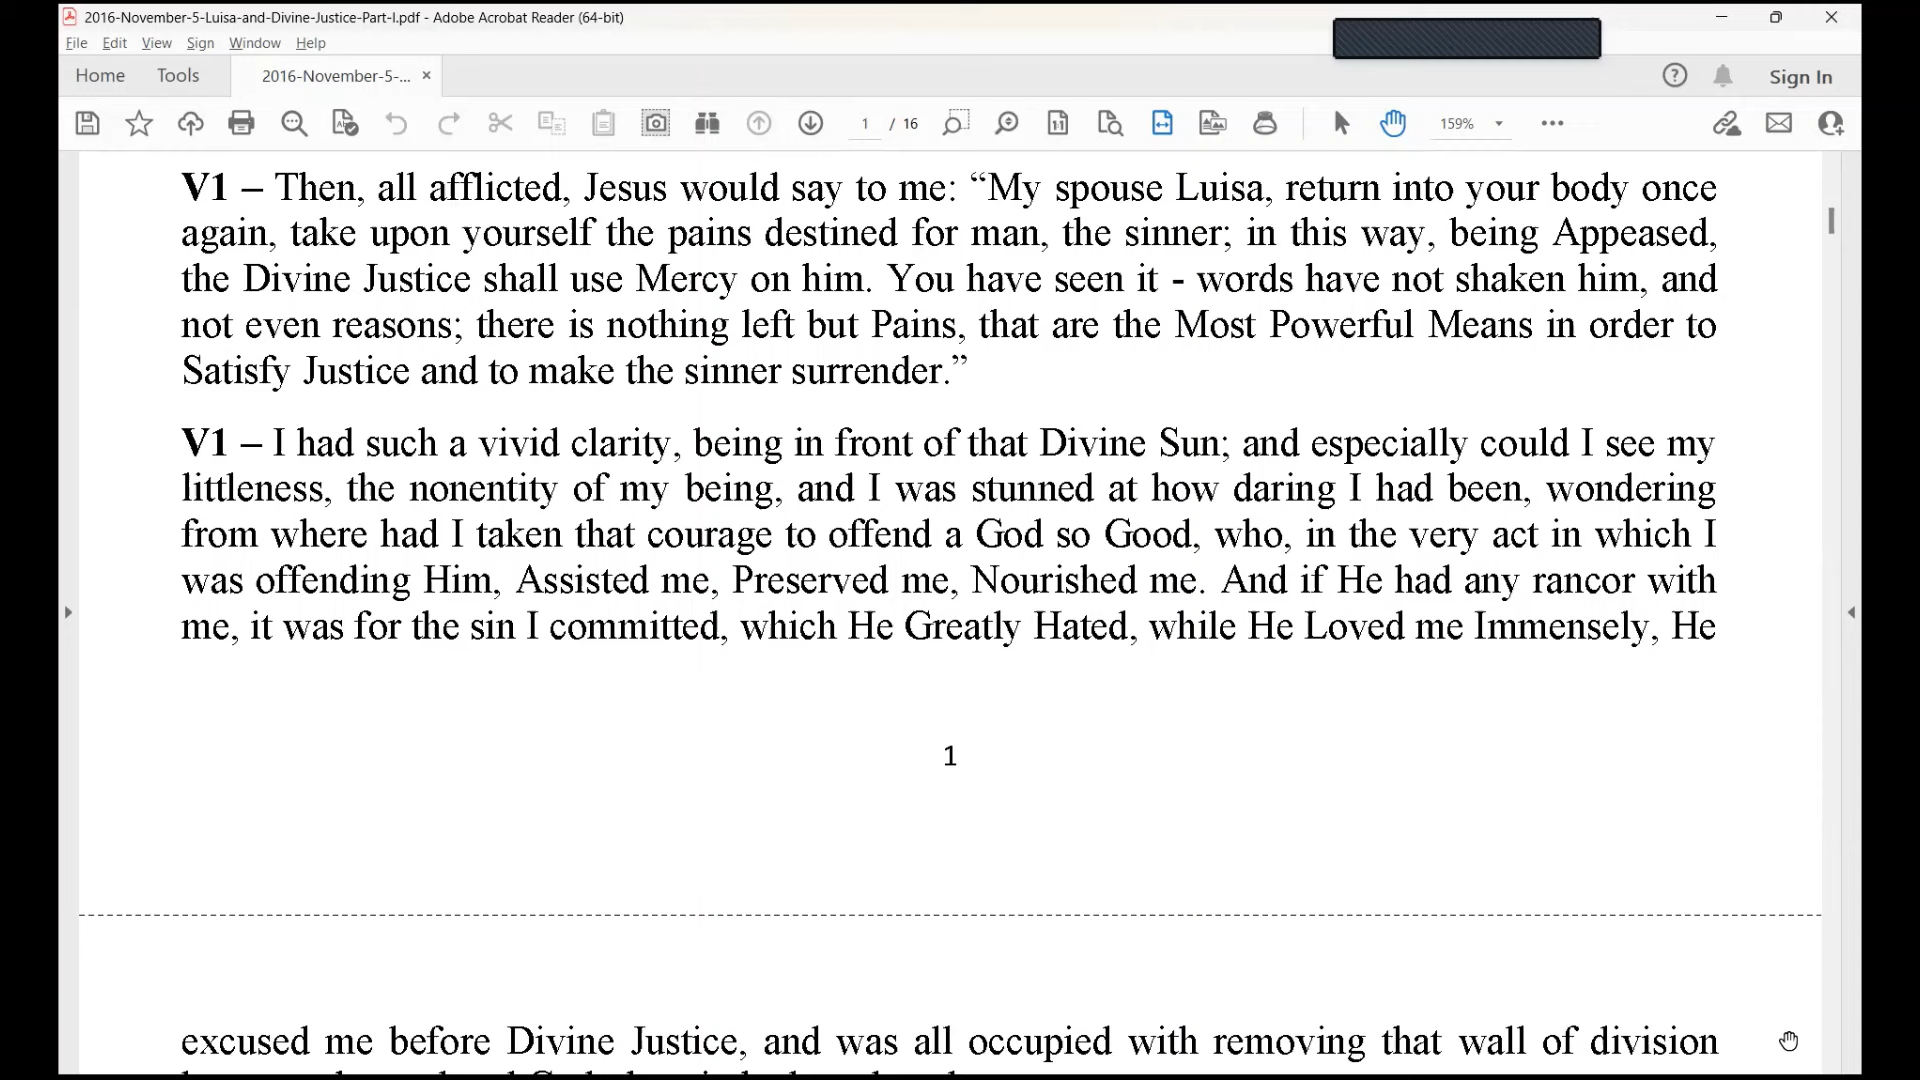 2016-November-5-Luisa-and-Divine-Justice-Part-I.pdf - Adobe Acrobat Reader (64-bit)
File Edit View Sign Window Help
Home Tools 2016-November-5-... × Sign In
1 / 16 159%
V1 – Then, all afflicted, Jesus would say to me: “My spouse Luisa, return into your body once
again, take upon yourself the pains destined for man, the sinner; in this way, being Appeased,
the Divine Justice shall use Mercy on him. You have seen it - words have not shaken him, and
not even reasons; there is nothing left but Pains, that are the Most Powerful Means in order to
Satisfy Justice and to make the sinner surrender.”
V1 – I had such a vivid clarity, being in front of that Divine Sun; and especially could I see my
littleness, the nonentity of my being, and I was stunned at how daring I had been, wondering
from where had I taken that courage to offend a God so Good, who, in the very act in which I
was offending Him, Assisted me, Preserved me, Nourished me. And if He had any rancor with
me, it was for the sin I committed, which He Greatly Hated, while He Loved me Immensely, He
1
excused me before Divine Justice, and was all occupied with removing that wall of division